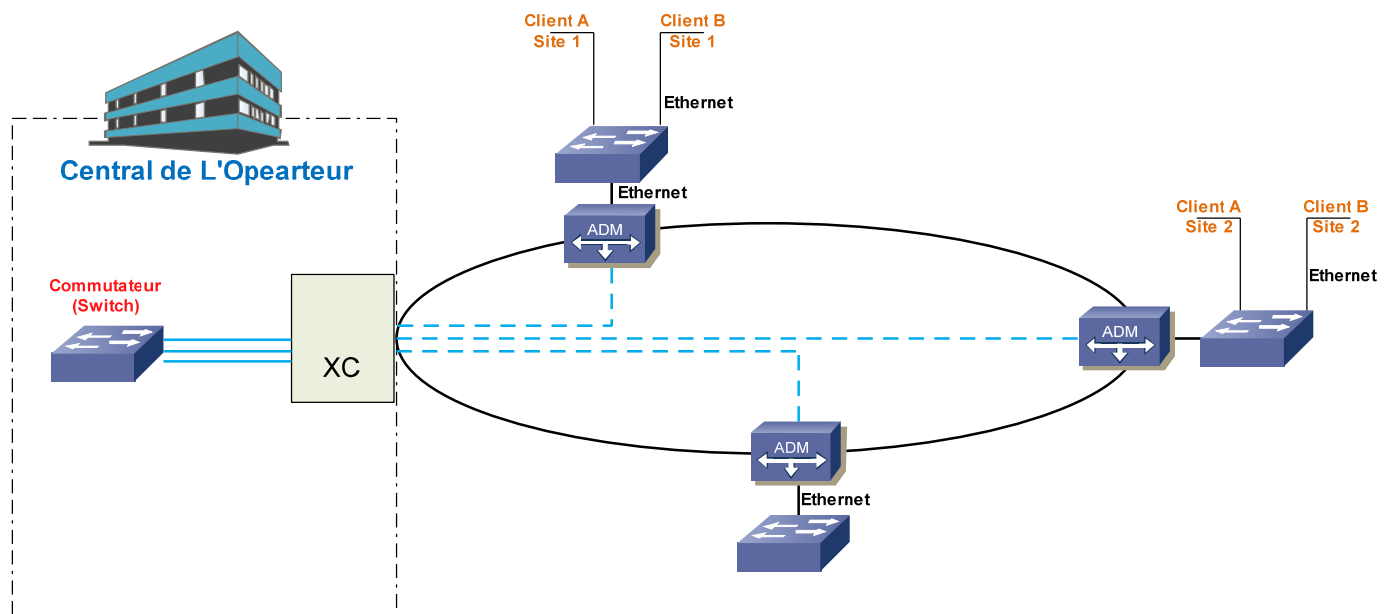 Client A
Site 1
Client B
Site 1
Ethernet
Central de L'Opearteur
Ethernet
ADM
Client A
Site 2
Client B
Site 2
Ethernet
Commutateur
(Switch)
XC
ADM
ADM
Ethernet